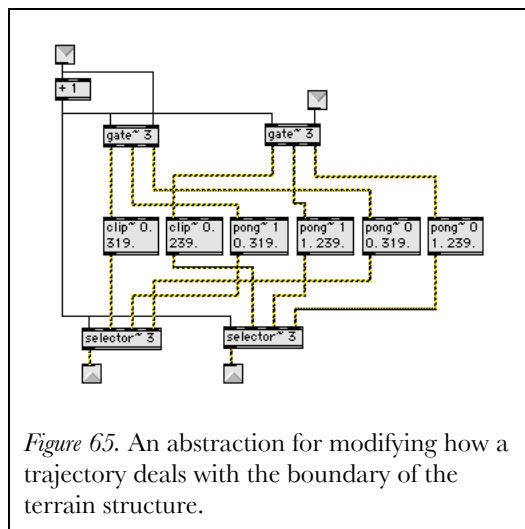 + 1
gate~ 3
gate~ 3
clip~ 0.
319.
clip~ 0.
239.
pong~ 1
0. 319.
pong~ 1
1. 239.
pong~ 0
0. 319.
pong~ 0
1. 239.
selector~ 3
selector~ 3
Figure 65. An abstraction for modifying how a
trajectory deals with the boundary of the
terrain structure.